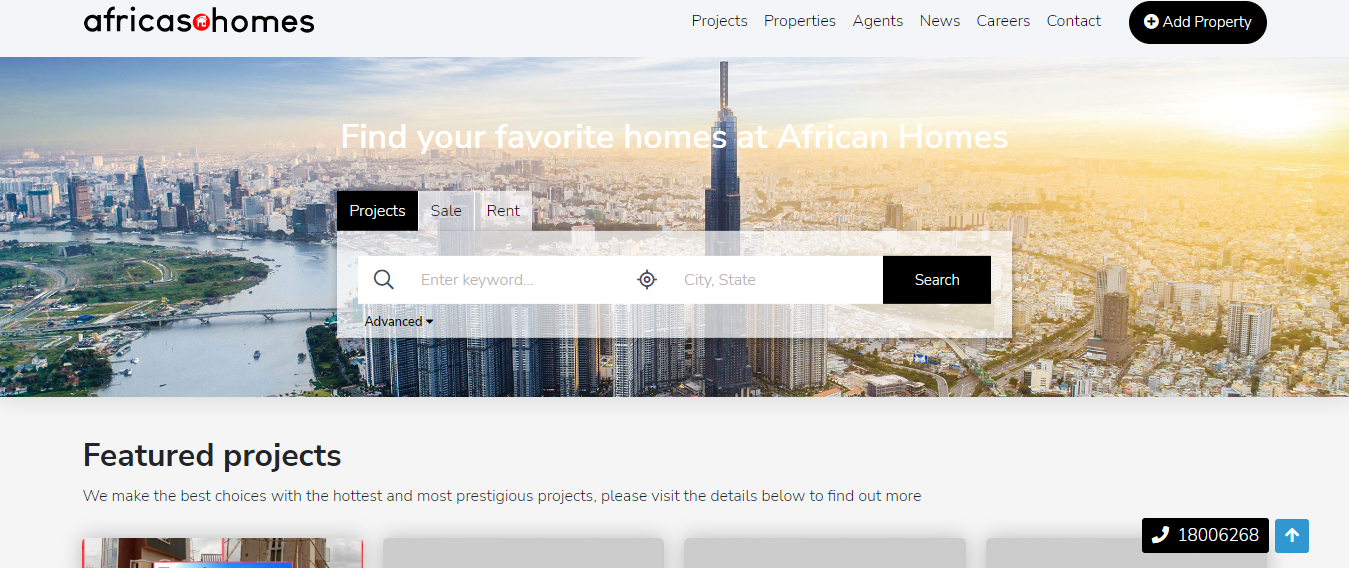 africas homes
Projects Properties Agents News Careers Contact Add Property
Find your favorite homes at African Homes
Projects Sale Rent
Enter keyword... City, State Search
Advanced
Featured projects
We make the best choices with the hottest and most prestigious projects, please visit the details below to find out more
18006268